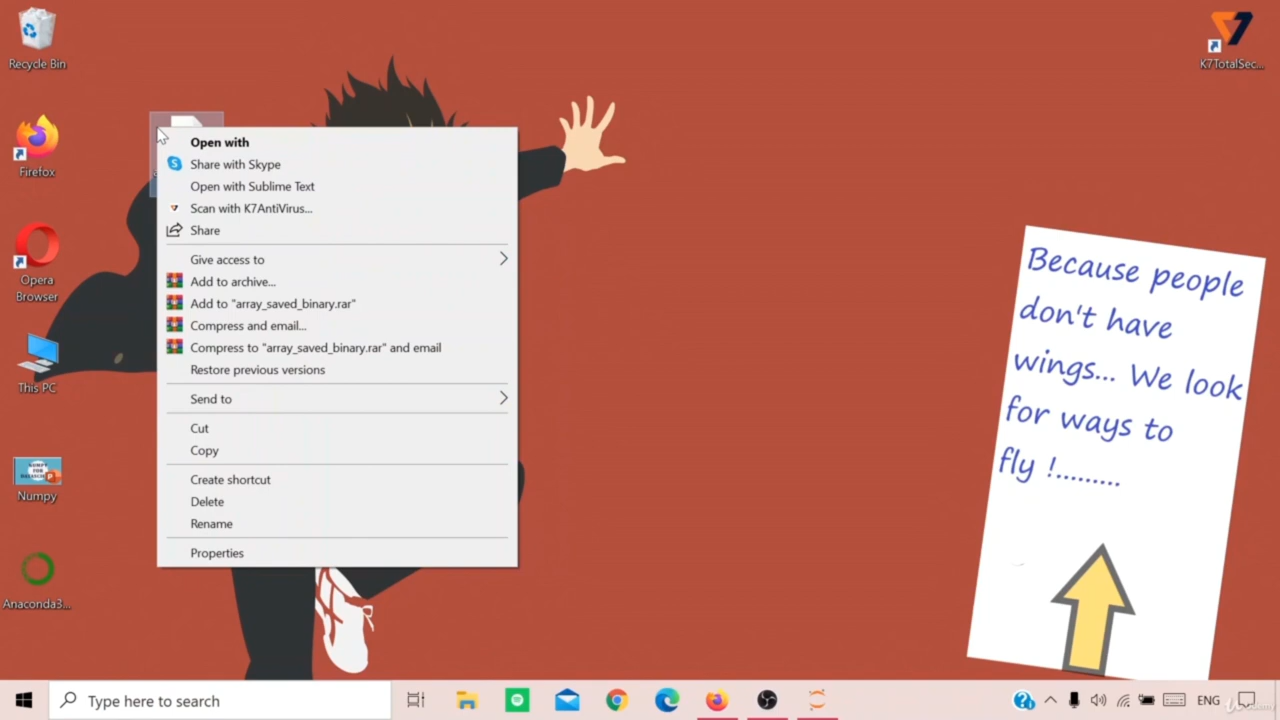 Recycle Bin
K7TotalSec...
Firefox
Opera
Browser
This PC
Numpy
Anaconda3...
Open with
Share with Skype
Open with Sublime Text
Scan with K7AntiVirus...
Share
Give access to
Add to archive...
Add to "array_saved_binary.rar"
Compress and email...
Compress to "array_saved_binary.rar" and email
Restore previous versions
Send to
Cut
Copy
Create shortcut
Delete
Rename
Properties
Because people
don't have
wings... We look
for ways to
fly !.........
Type here to search
ENG
Udemy